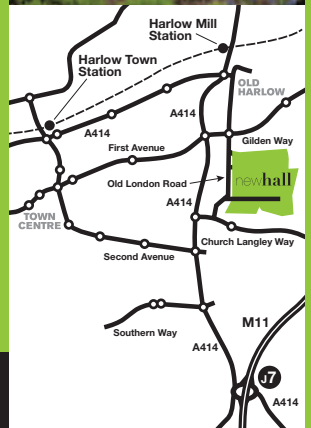 Harlow Mill
Station
Harlow Town
Station
OLD
HARLOW
A414
A414
Gilden Way
First Avenue
Old London Road
newhall
A414
TOWN
CENTRE
Church Langley Way
Second Avenue
M11
Southern Way
A414
J7
A414